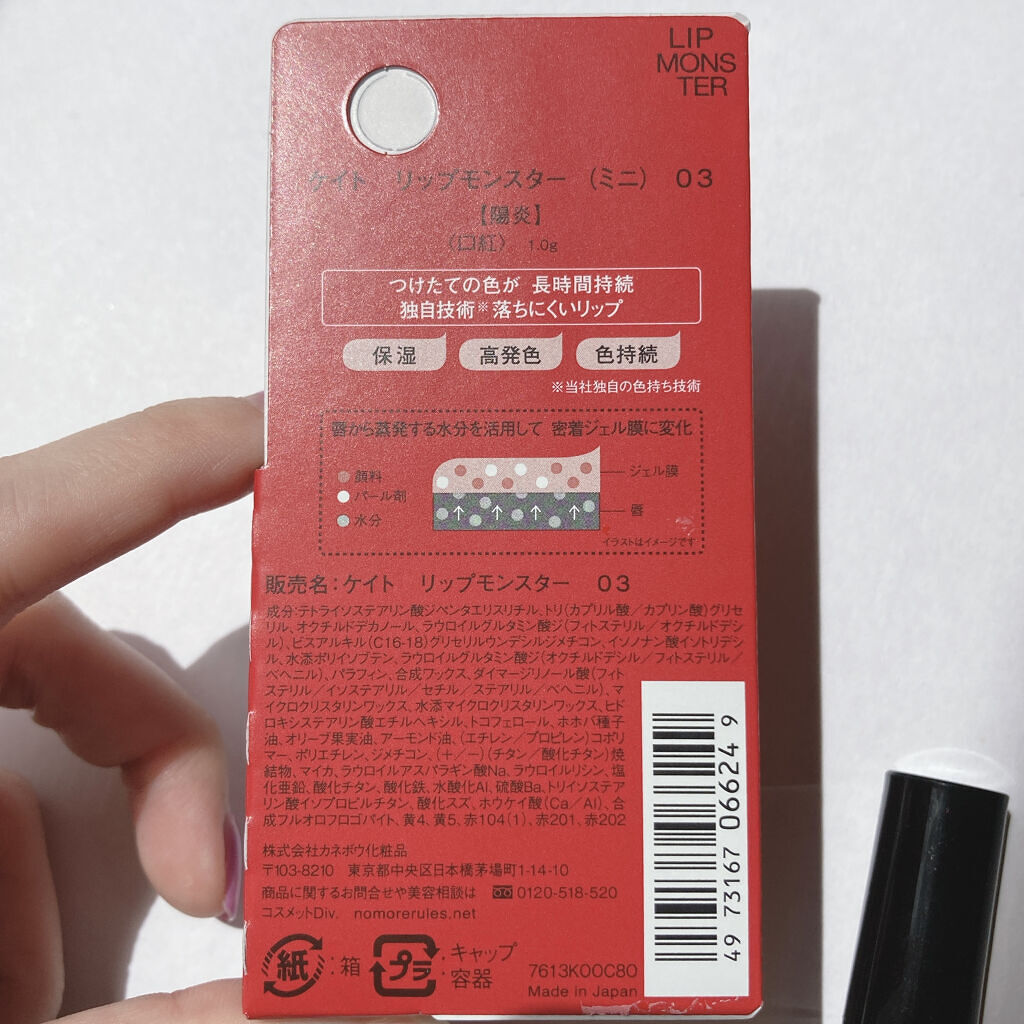 LIP
MONS
TER
ケイト リップモンスター (ミニ) 03
【陽炎】
〈口紅〉 1.0g
つけたての色が 長時間持続
独自技術※落ちにくいリップ
保湿 高発色 色持続
※当社独自の色持ち技術
唇から蒸発する水分を活用して 密着ジェル膜に変化
顔料
パール剤
水分
ジェル膜
唇
イラストはイメージです
販売名:ケイト リップモンスター 03
成分:テトライソステアリン酸ジペンタエリスリチル、トリ(カプリル酸/カプリン酸)グリセ
リル、オクチルドデカノール、ラウロイルグルタミン酸ジ(フィトステリル/オクチルドデシ
ル)、ビスアルキル(C16-18)グリセリルウンデシルジメチコン、イソノナン酸イソトリデシ
ル、水添ポリイソブテン、ラウロイルグルタミン酸ジ(オクチルドデシル/フィトステリル/
ベヘニル)、パラフィン、合成ワックス、ダイマージリノール酸(フィト
ステリル/イソステアリル/セチル/ステアリル/ベヘニル)、マ
イクロクリスタリンワックス、水添マイクロクリスタリンワックス、ヒド
ロキシステアリン酸エチルヘキシル、トコフェロール、ホホバ種子
油、オリーブ果実油、アーモンド油、(エチレン/プロピレン)コポリ
マー、ポリエチレン、ジメチコン、(+/-)(チタン/酸化チタン)焼
結物、マイカ、ラウロイルアスパラギン酸Na、ラウロイルリシン、塩
化亜鉛、酸化チタン、酸化鉄、水酸化Al、硫酸Ba、トリイソステア
リン酸イソプロピルチタン、酸化スズ、ホウケイ酸(Ca/Al)、合
成フルオロフロゴパイト、黄4、黄5、赤104(1)、赤201、赤202
株式会社カネボウ化粧品
〒103-8210 東京都中央区日本橋茅場町1-14-10
商品に関するお問合せや美容相談は 0120-518-520
コスメットDiv. nomorerules.net
紙 :箱 プラ :キャップ
容器
7613K00C80
Made in Japan
49 73167 06624 9